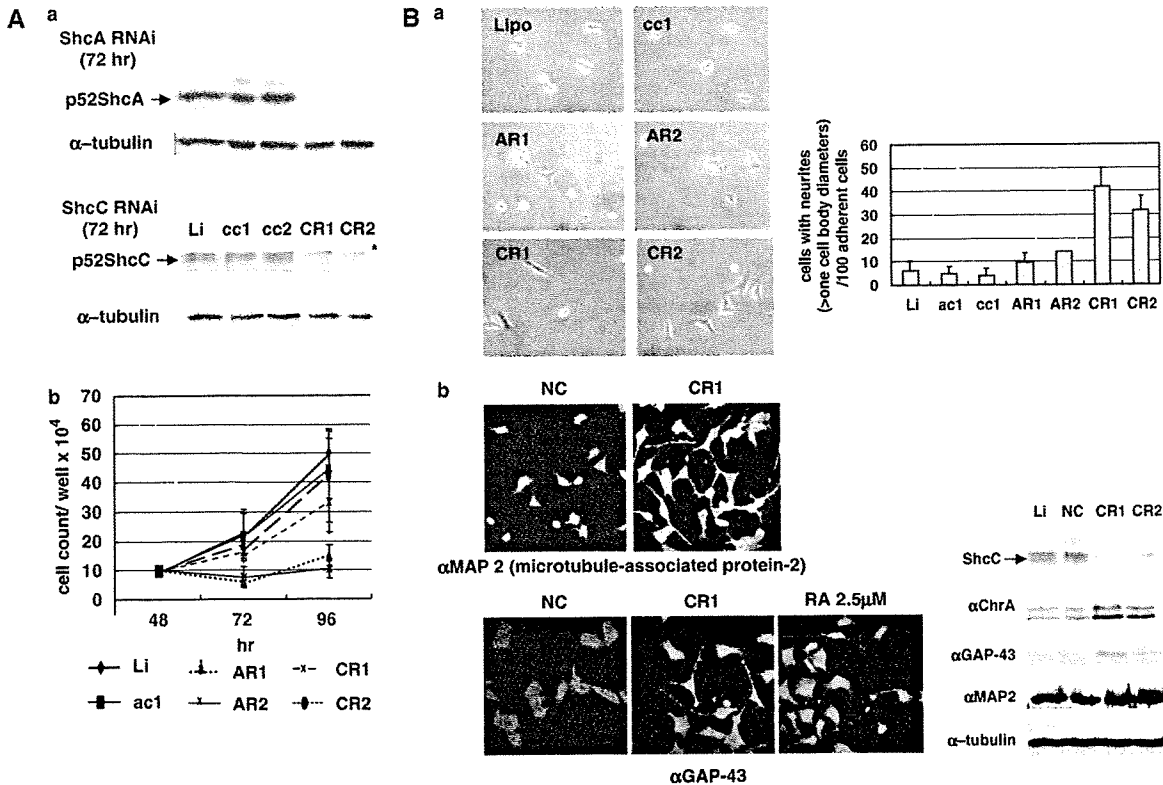 A
a
ShcA RNAi
(72 hr)
p52ShcA
α–tubulin
ShcC RNAi
(72 hr)
Li cc1 cc2 CR1 CR2
p52ShcC
*
α–tubulin
b
cell count/ well x 10⁴
70
60
50
40
30
20
10
0
48 72 96
hr
Li AR1 CR1
ac1 AR2 CR2
B
a
Lipo cc1
AR1 AR2
CR1 CR2
cells with neurites
(>one cell body diameters)
/100 adherent cells
60
50
40
30
20
10
0
Li ac1 cc1 AR1 AR2 CR1 CR2
b
NC CR1
αMAP 2 (microtubule-associated protein-2)
NC CR1 RA 2.5µM
αGAP-43
Li NC CR1 CR2
ShcC
αChrA
αGAP-43
αMAP2
α–tubulin